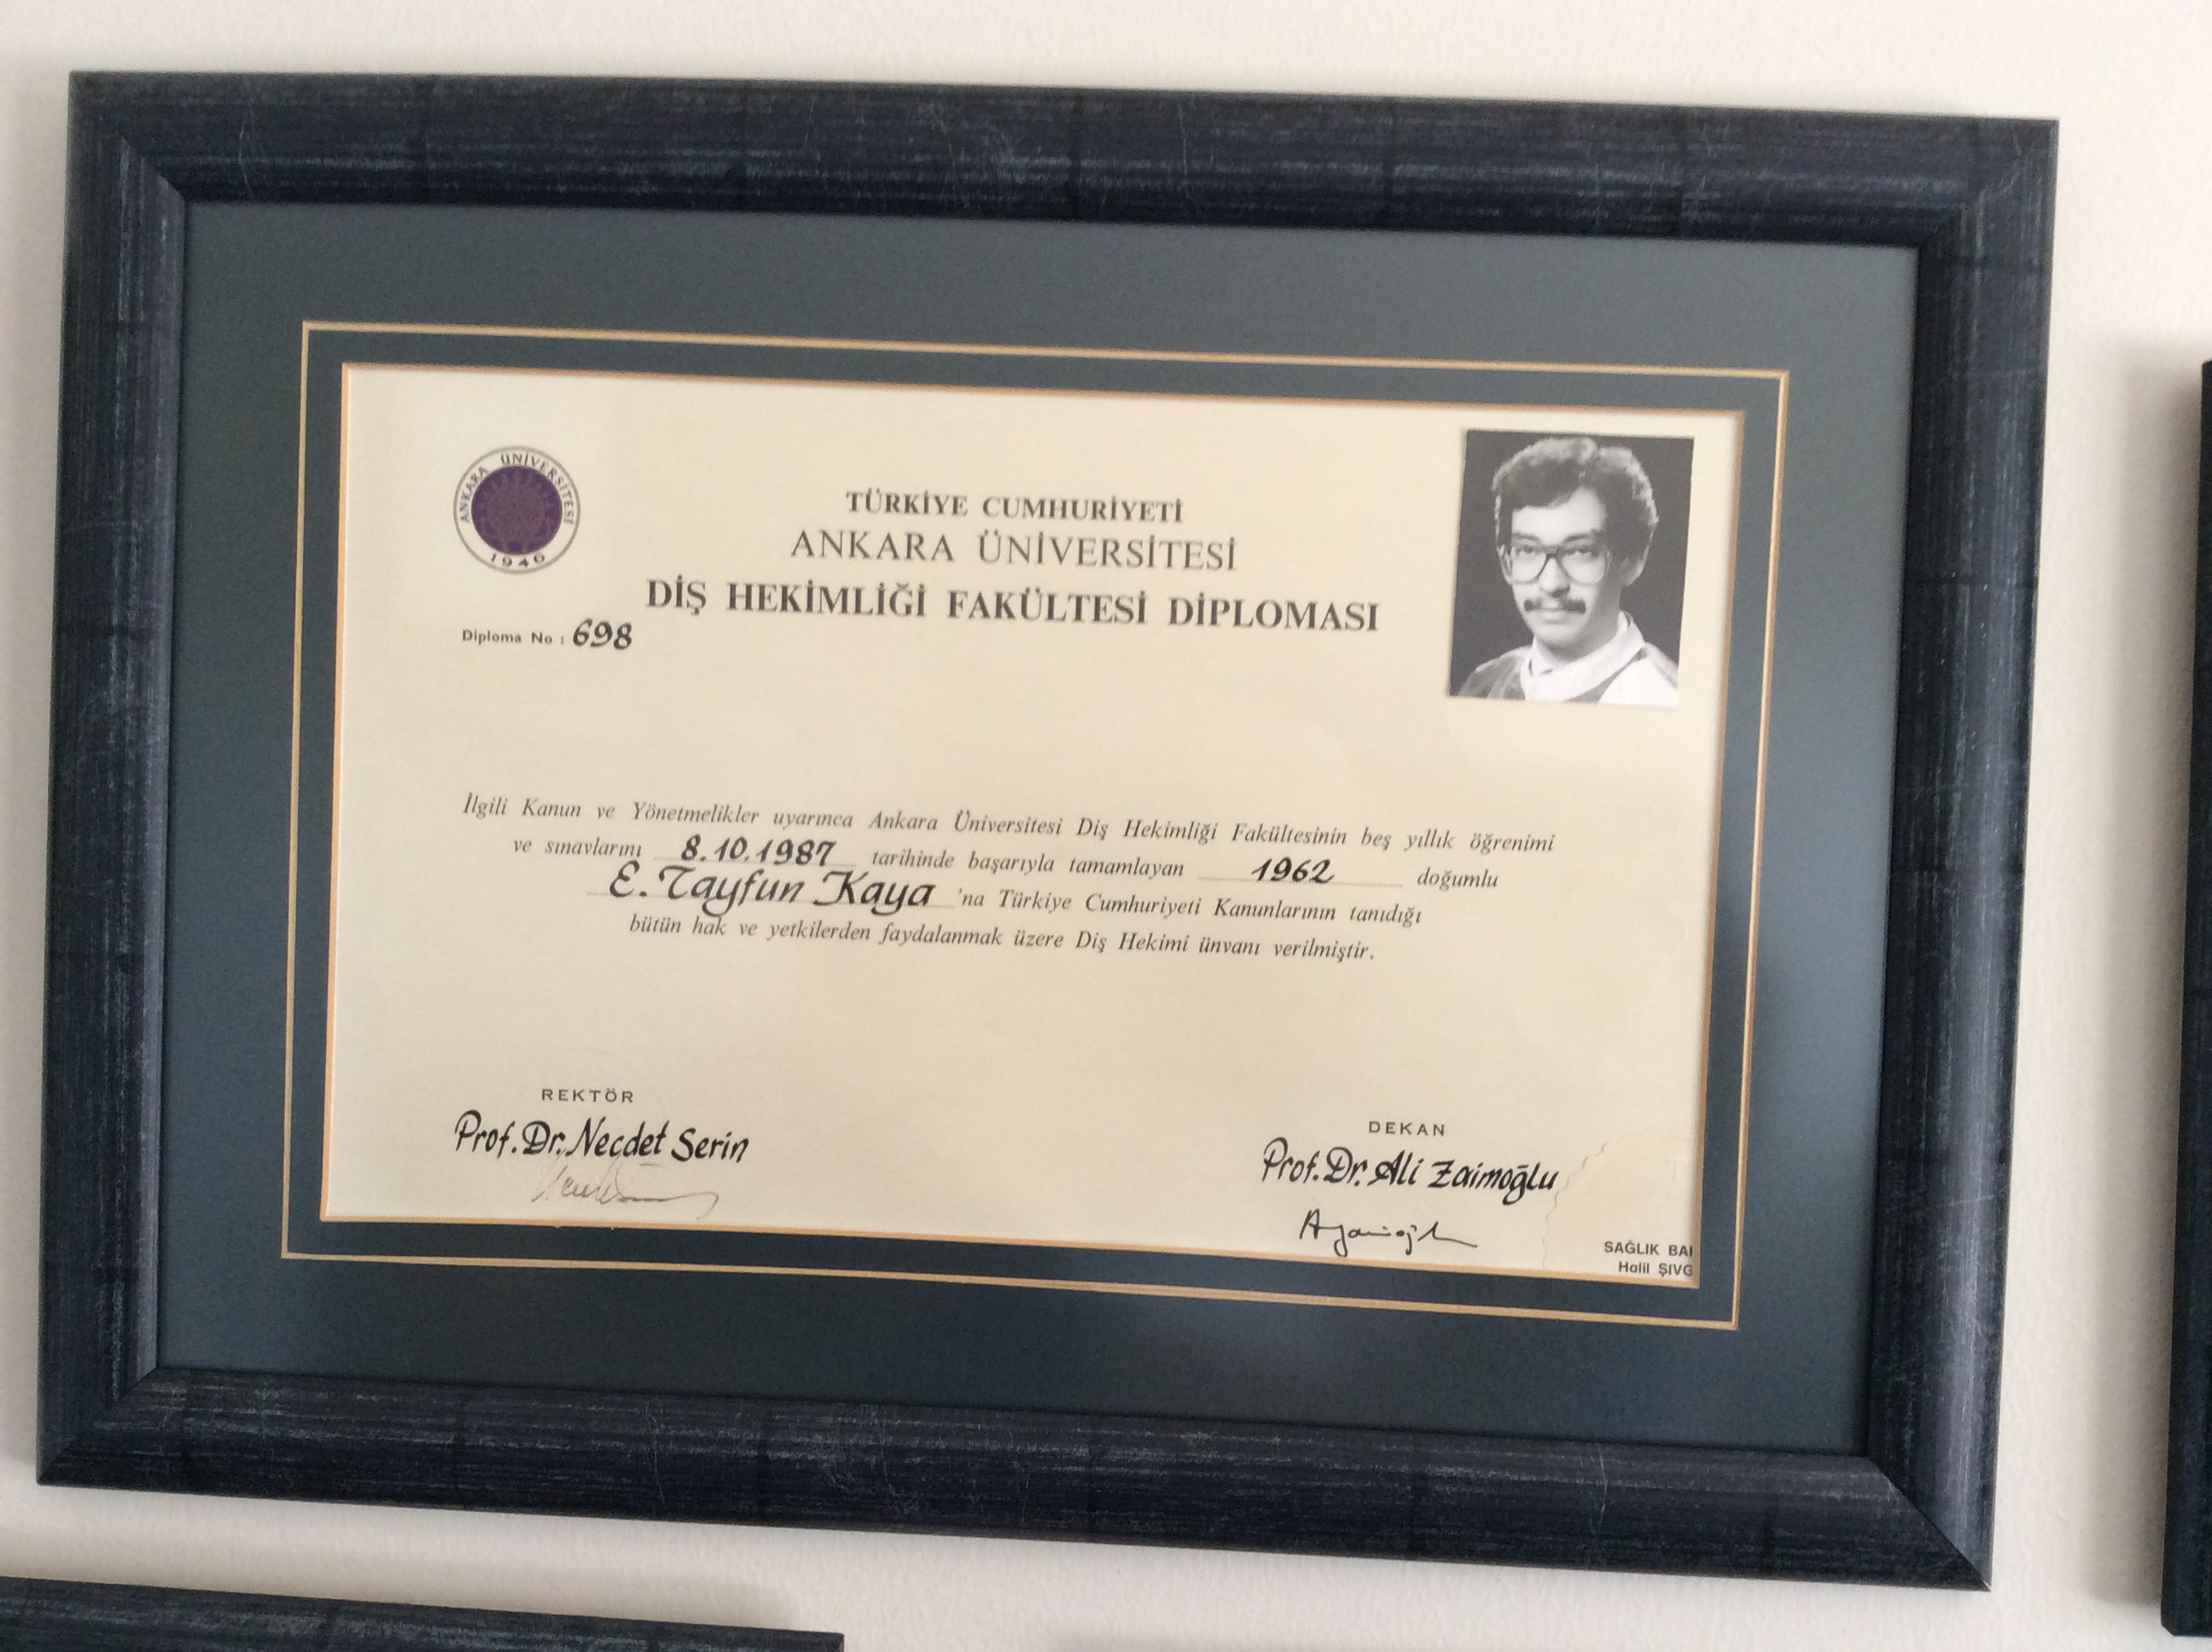 ANKARA ÜNİVERSİTESİ
1946
TÜRKİYE CUMHURİYETİ
ANKARA ÜNİVERSİTESİ
DİŞ HEKİMLİĞİ FAKÜLTESİ DİPLOMASI
Diploma No : 698
İlgili Kanun ve Yönetmelikler uyarınca Ankara Üniversitesi Diş Hekimliği Fakültesinin beş yıllık öğrenimi
ve sınavlarını 8.10.1987 tarihinde başarıyla tamamlayan 1962 doğumlu
E. Tayfun Kaya 'na Türkiye Cumhuriyeti Kanunlarının tanıdığı
bütün hak ve yetkilerden faydalanmak üzere Diş Hekimi ünvanı verilmiştir.
REKTÖR
Prof. Dr. Necdet Serin
DEKAN
Prof. Dr. Ali Zaimoğlu
SAĞLIK BAI
Halil ŞIVG